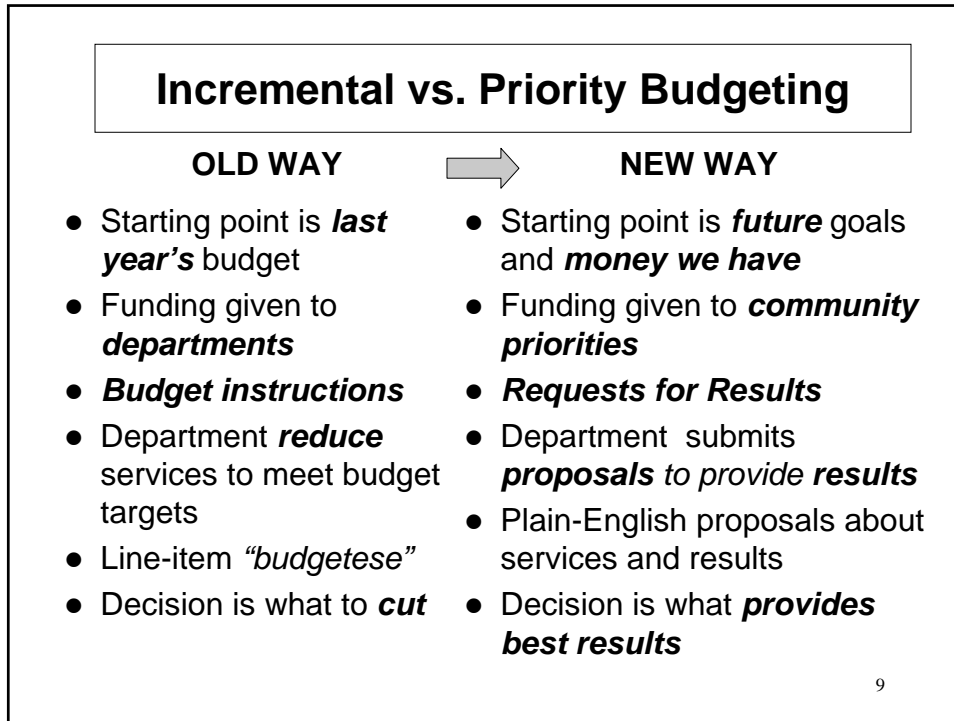 Incremental vs. Priority Budgeting
OLD WAY
● Starting point is last
year’s budget
● Funding given to
departments
● Budget instructions
● Department reduce
services to meet budget
targets
● Line-item “budgetese”
● Decision is what to cut
NEW WAY
● Starting point is future goals
and money we have
● Funding given to community
priorities
● Requests for Results
● Department submits
proposals to provide results
● Plain-English proposals about
services and results
● Decision is what provides
best results
9